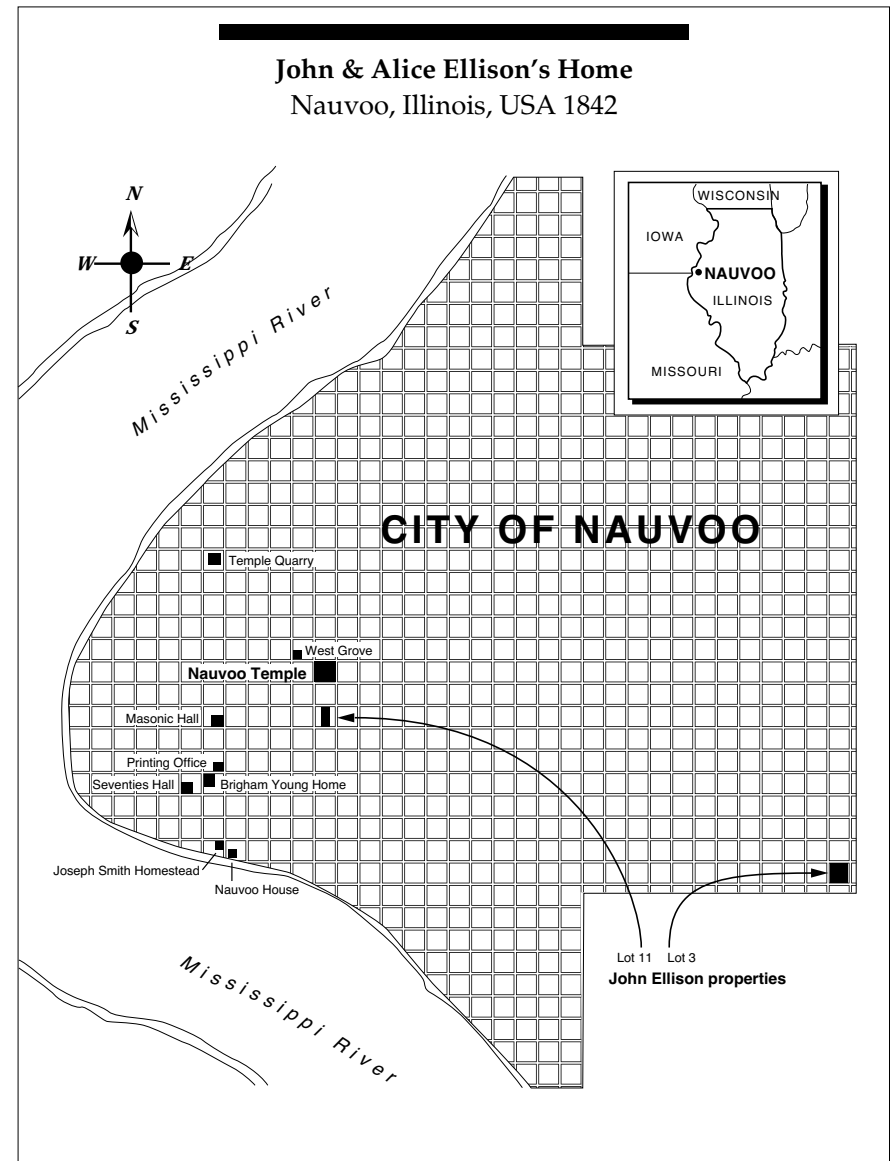 John & Alice Ellison's Home
Nauvoo, Illinois, USA 1842
N
W
E
S
WISCONSIN
IOWA
NAUVOO
ILLINOIS
MISSOURI
Mississippi River
CITY OF NAUVOO
Temple Quarry
West Grove
Nauvoo Temple
Masonic Hall
Printing Office
Seventies Hall
Brigham Young Home
Joseph Smith Homestead
Nauvoo House
Lot 11 Lot 3
John Ellison properties
Mississippi River